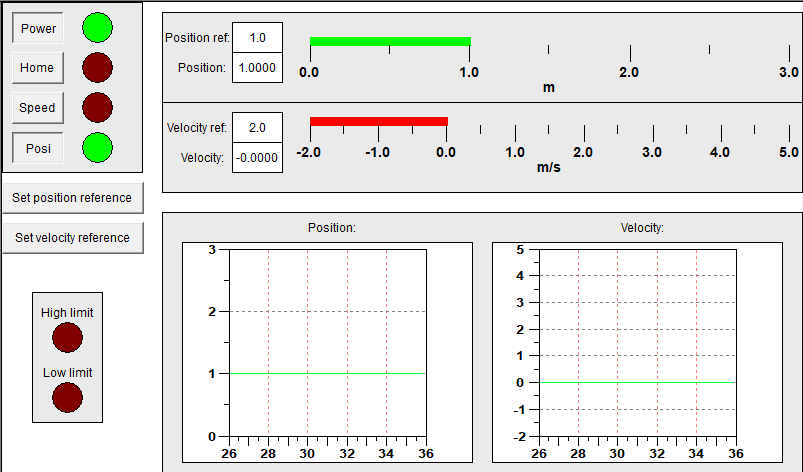 Power
Home
Speed
Posi
Set position reference
Set velocity reference
High limit
Low limit
Position ref: 1.0
Position: 1.0000
0.0 1.0 2.0 3.0
m
Velocity ref: 2.0
Velocity: -0.0000
-2.0 -1.0 0.0 1.0 2.0 3.0 4.0 5.0
m/s
Position:
3
2
1
0
26 28 30 32 34 36
Velocity:
5
4
3
2
1
0
-1
-2
26 28 30 32 34 36